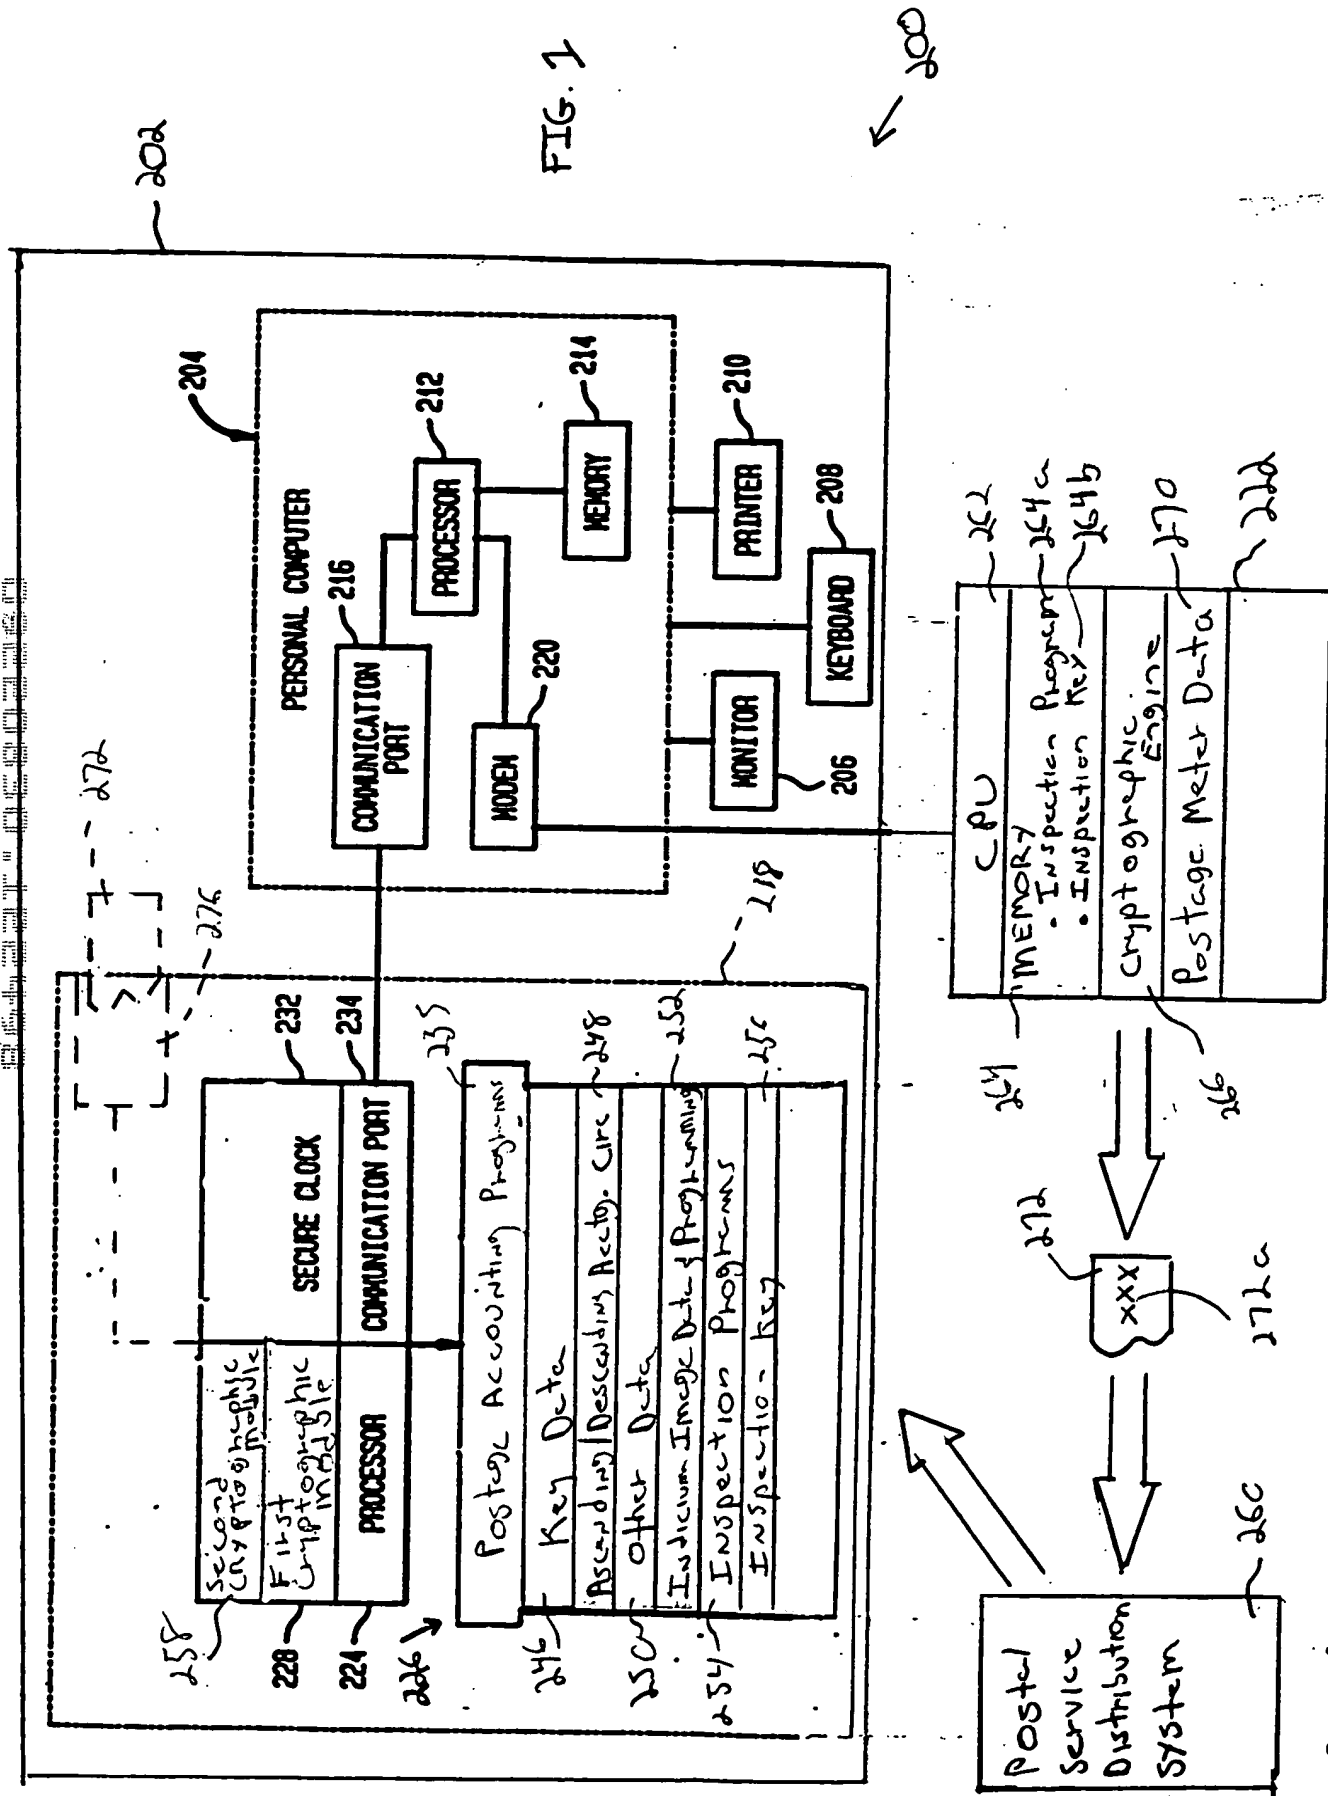 FIG. 1
200
202
204
PERSONAL COMPUTER
216
COMMUNICATION
PORT
212
PROCESSOR
214
MEMORY
220
MODEM
MONITOR
206
KEYBOARD
208
PRINTER
210
272
276
218
258
Second
Cryptographic
Module
SECURE CLOCK
232
228
First
Cryptographic
Module
224
PROCESSOR
COMMUNICATION PORT
234
226
235
Postage Accounting Programs
246
Key Data
Ascending/Descending Acctg. Circ
248
250
Other Data
Indicium Image Data & Programming
252
254
Inspection Programs
Inspection Key
256
262
CPU
264
MEMORY
• Inspection Program
264a
• Inspection Key
264b
266
Cryptographic
Engine
Postage Meter Data
270
222
272
XXX
272a
Postal
Service
Distribution
System
260